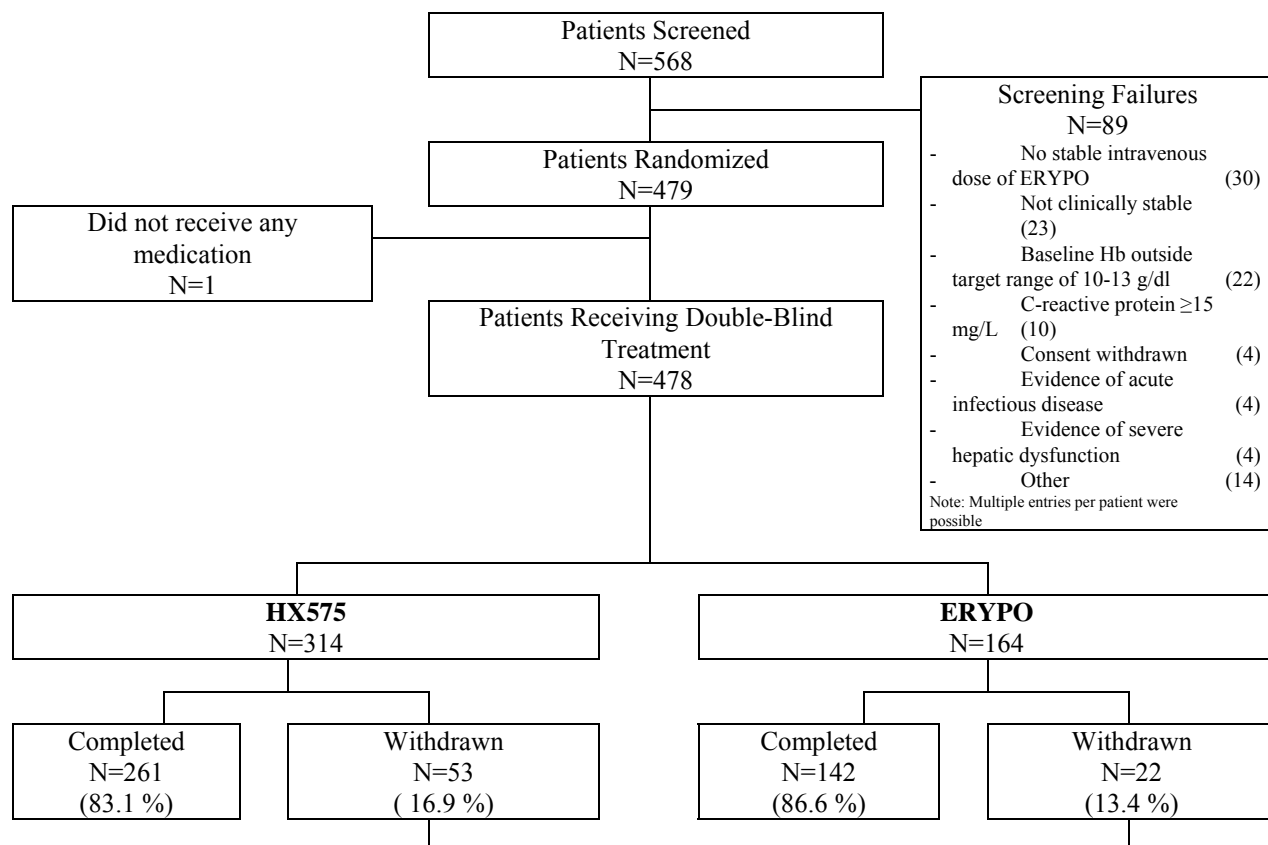 Patients Screened
N=568
Screening Failures
N=89
- No stable intravenous
dose of ERYPO (30)
- Not clinically stable
(23)
- Baseline Hb outside
target range of 10-13 g/dl (22)
- C-reactive protein ≥15
mg/L (10)
- Consent withdrawn (4)
- Evidence of acute
infectious disease (4)
- Evidence of severe
hepatic dysfunction (4)
- Other (14)
Note: Multiple entries per patient were
possible
Patients Randomized
N=479
Did not receive any
medication
N=1
Patients Receiving Double-Blind
Treatment
N=478
HX575
N=314
ERYPO
N=164
Completed
N=261
(83.1 %)
Withdrawn
N=53
( 16.9 %)
Completed
N=142
(86.6 %)
Withdrawn
N=22
(13.4 %)